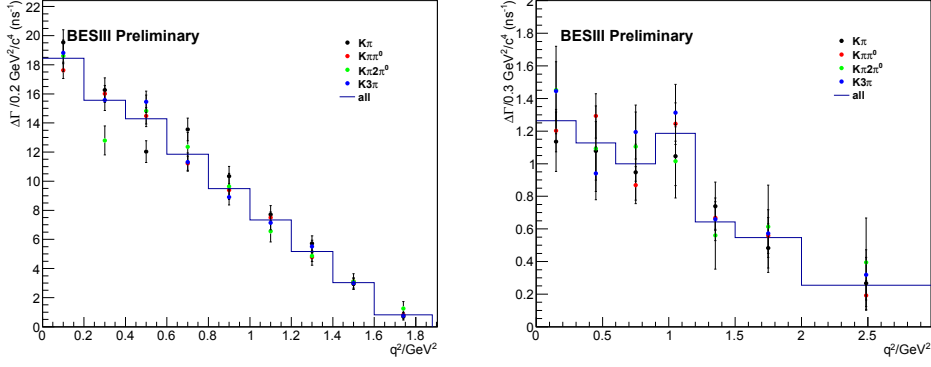 BESIII Preliminary
Kπ
Kππ⁰
Kπ2π⁰
K3π
all
ΔΓ /0.2 GeV²/c⁴ (ns⁻¹)
22
20
18
16
14
12
10
8
6
4
2
0
0 0.2 0.4 0.6 0.8 1 1.2 1.4 1.6 1.8
q²/GeV²
BESIII Preliminary
Kπ
Kππ⁰
Kπ2π⁰
K3π
all
ΔΓ/0.3 GeV²/c⁴ (ns⁻¹)
2
1.8
1.6
1.4
1.2
1
0.8
0.6
0.4
0.2
0
0 0.5 1 1.5 2 2.5
q²/GeV²